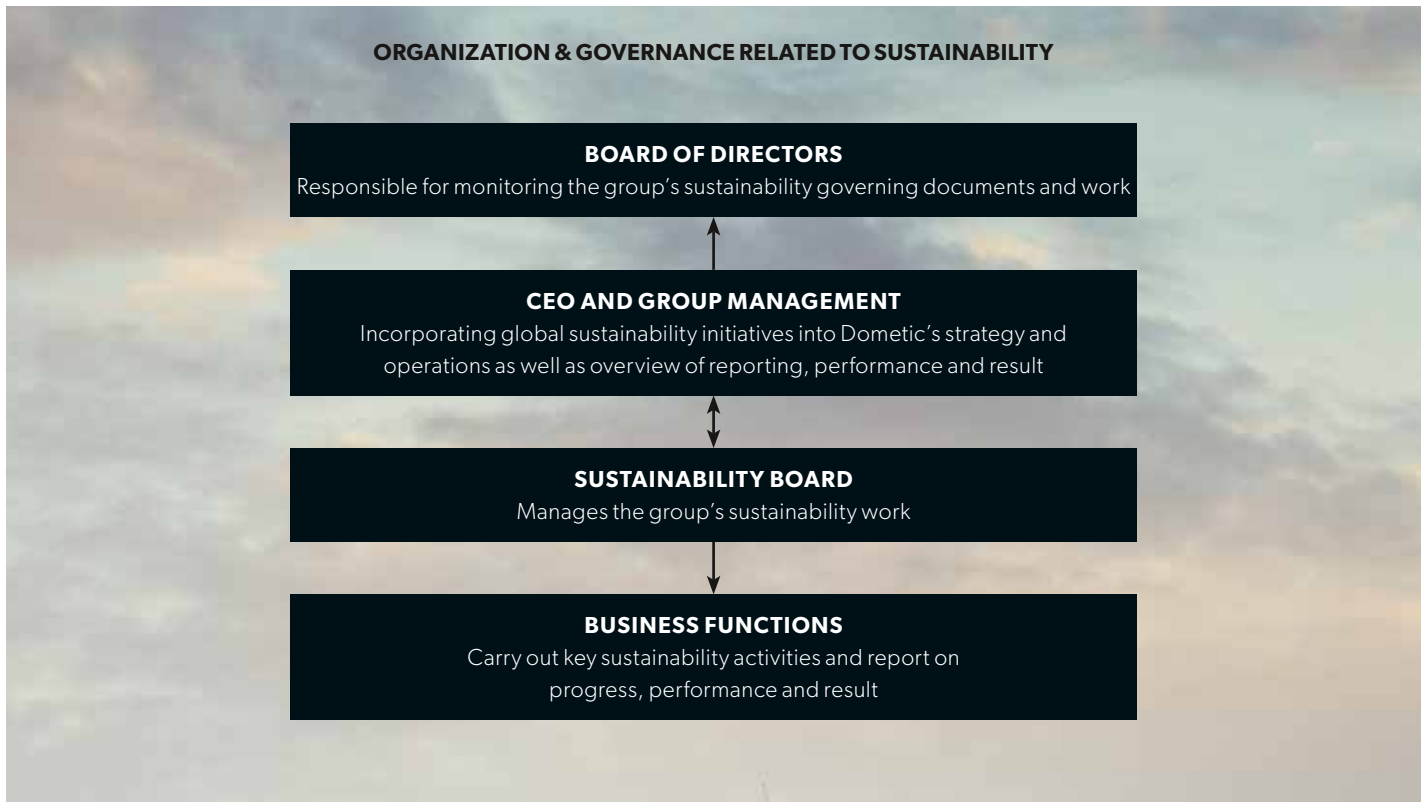 ORGANIZATION & GOVERNANCE RELATED TO SUSTAINABILITY
BOARD OF DIRECTORS
Responsible for monitoring the group’s sustainability governing documents and work
CEO AND GROUP MANAGEMENT
Incorporating global sustainability initiatives into Dometic’s strategy and
operations as well as overview of reporting, performance and result
SUSTAINABILITY BOARD
Manages the group’s sustainability work
BUSINESS FUNCTIONS
Carry out key sustainability activities and report on
progress, performance and result